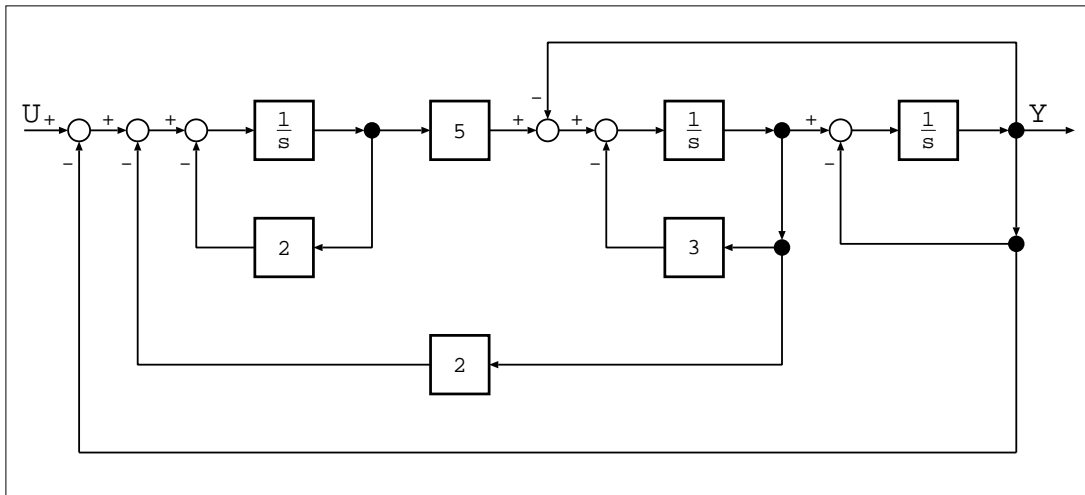 U + + + 1/s 5 + + 1/s + 1/s Y
− − − − − −
2 3
2
−
−